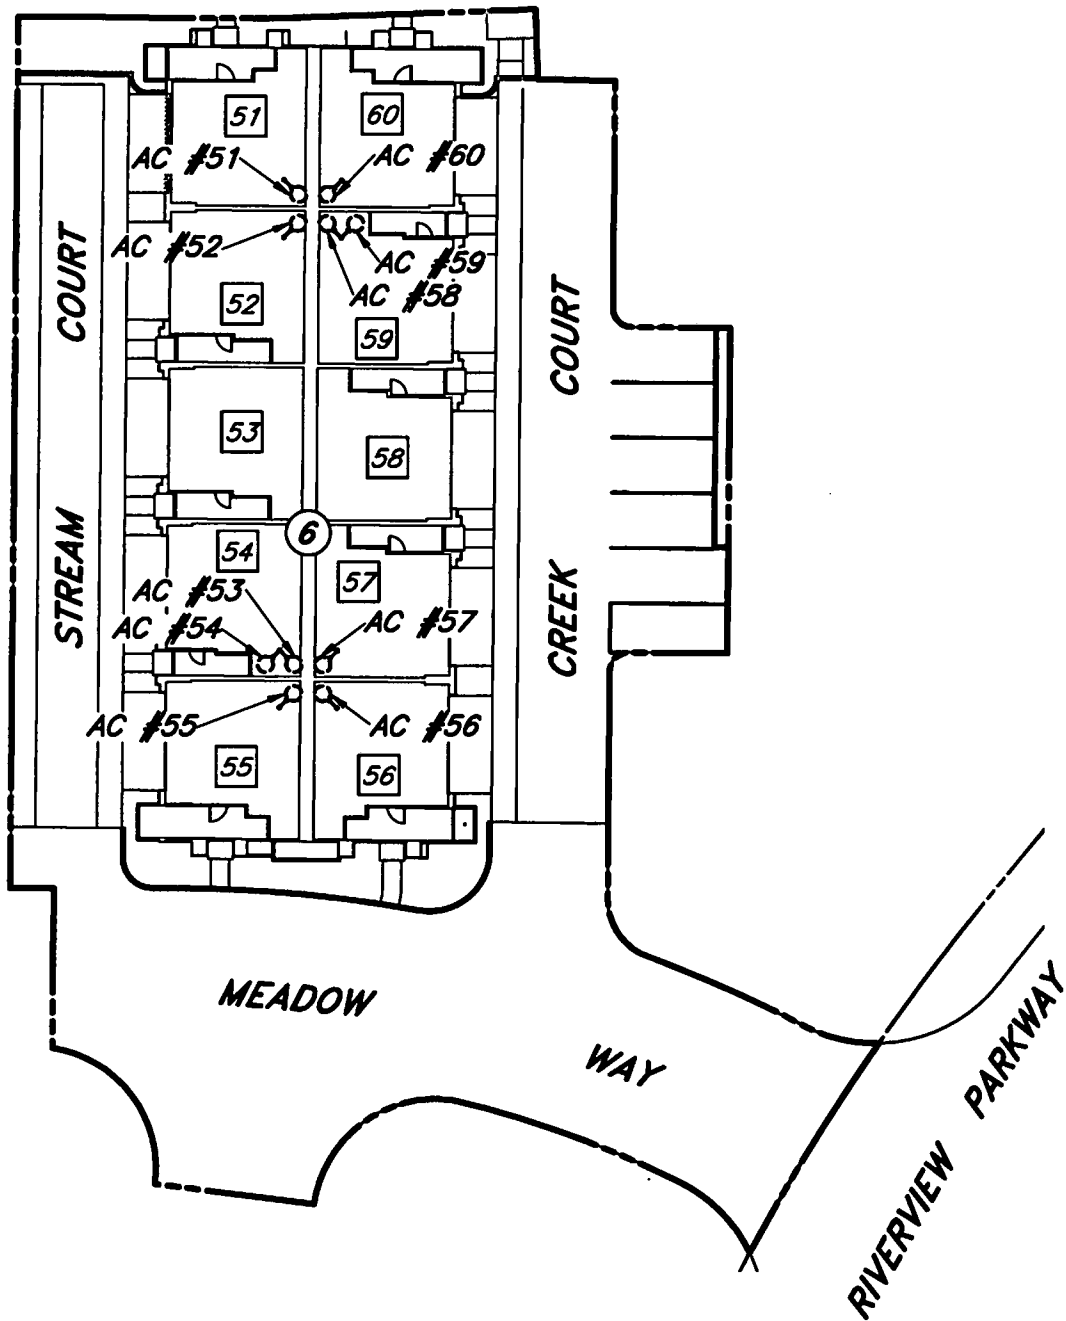 51
60
AC #51
AC #60
AC #52
AC #59
AC #58
52
59
STREAM COURT
CREEK COURT
53
58
6
54
57
AC #53
AC #54
AC #57
AC #55
AC #56
55
56
MEADOW WAY
RIVERVIEW PARKWAY